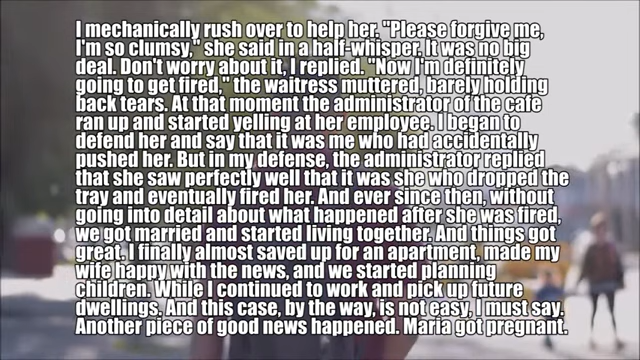 I mechanically rush over to help her. "Please forgive me,
I'm so clumsy," she said in a half-whisper. It was no big
deal. Don't worry about it, I replied. "Now I'm definitely
going to get fired," the waitress muttered, barely holding
back tears. At that moment the administrator of the cafe
ran up and started yelling at her employee. I began to
defend her and say that it was me who had accidentally
pushed her. But in my defense, the administrator replied
that she saw perfectly well that it was she who dropped the
tray and eventually fired her. And ever since then, without
going into detail about what happened after she was fired,
we got married and started living together. And things got
great. I finally almost saved up for an apartment, made my
wife happy with the news, and we started planning
children. While I continued to work and pick up future
dwellings. And this case, by the way, is not easy, I must say.
Another piece of good news happened. Maria got pregnant.